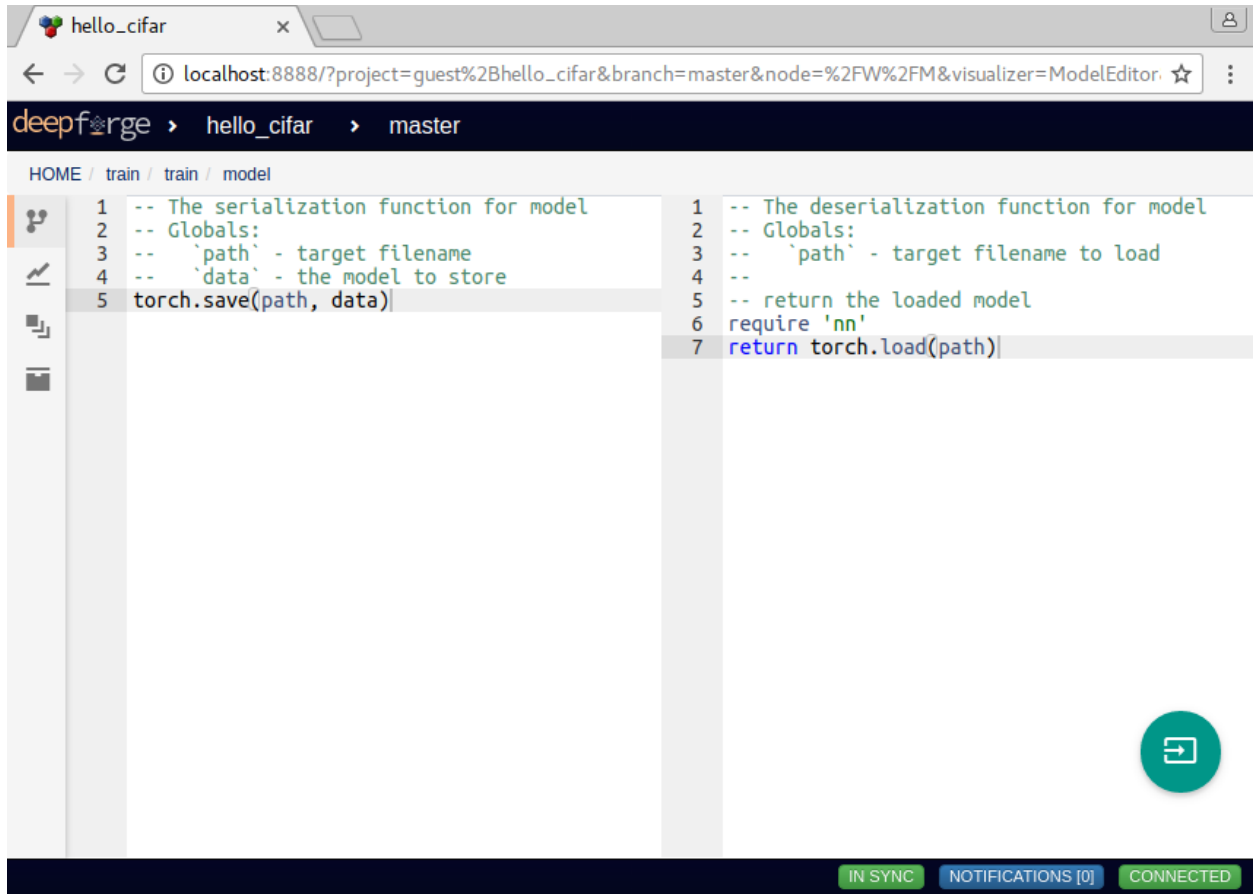 hello_cifar
localhost:8888/?project=guest%2Bhello_cifar&branch=master&node=%2FW%2FM&visualizer=ModelEditor
deepforge › hello_cifar › master
HOME / train / train / model
1 -- The serialization function for model
2 -- Globals:
3 --   `path` - target filename
4 --   `data` - the model to store
5 torch.save(path, data)
1 -- The deserialization function for model
2 -- Globals:
3 --   `path` - target filename to load
4 --
5 -- return the loaded model
6 require 'nn'
7 return torch.load(path)
IN SYNC NOTIFICATIONS [0] CONNECTED